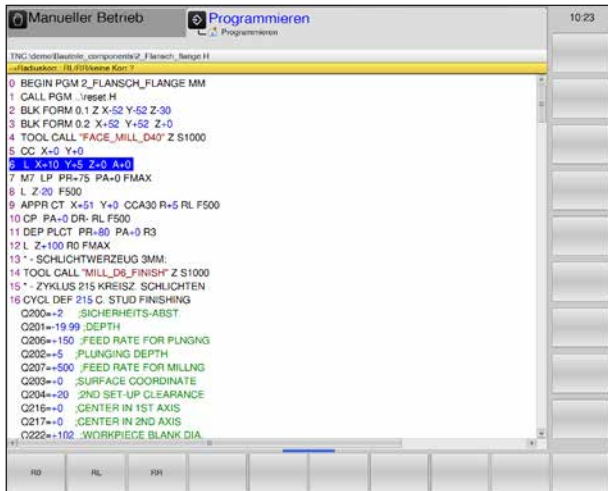 Manueller Betrieb
Programmieren
Programmieren
10:23
TNC:\demo\Bauteile_components\2_Flansch_flange.H
→Radiuskorr.: RL/RR/keine Korr.?
0 BEGIN PGM 2_FLANSCH_FLANGE MM
1 CALL PGM ..\reset.H
2 BLK FORM 0.1 Z X-52 Y-52 Z-30
3 BLK FORM 0.2 X+52 Y+52 Z+0
4 TOOL CALL "FACE_MILL_D40" Z S1000
5 CC X+0 Y+0
6 L X+10 Y+5 Z+0 A+0
7 M7 LP PR+75 PA+0 FMAX
8 L Z-20 F500
9 APPR CT X+51 Y+0 CCA30 R+5 RL F500
10 CP PA+0 DR- RL F500
11 DEP PLCT PR+80 PA+0 R3
12 L Z+100 R0 FMAX
13 * - SCHLICHTWERZEUG 3MM:
14 TOOL CALL "MILL_D6_FINISH" Z S1000
15 * - ZYKLUS 215 KREISZ. SCHLICHTEN
16 CYCL DEF 215 C. STUD FINISHING
Q200=+2 ;SICHERHEITS-ABST.
Q201=-19.99 ;DEPTH
Q206=+150 ;FEED RATE FOR PLNGNG
Q202=+5 ;PLUNGING DEPTH
Q207=+500 ;FEED RATE FOR MILLNG
Q203=+0 ;SURFACE COORDINATE
Q204=+20 ;2ND SET-UP CLEARANCE
Q216=+0 ;CENTER IN 1ST AXIS
Q217=+0 ;CENTER IN 2ND AXIS
Q222=+102 ;WORKPIECE BLANK DIA.
R0 RL RR